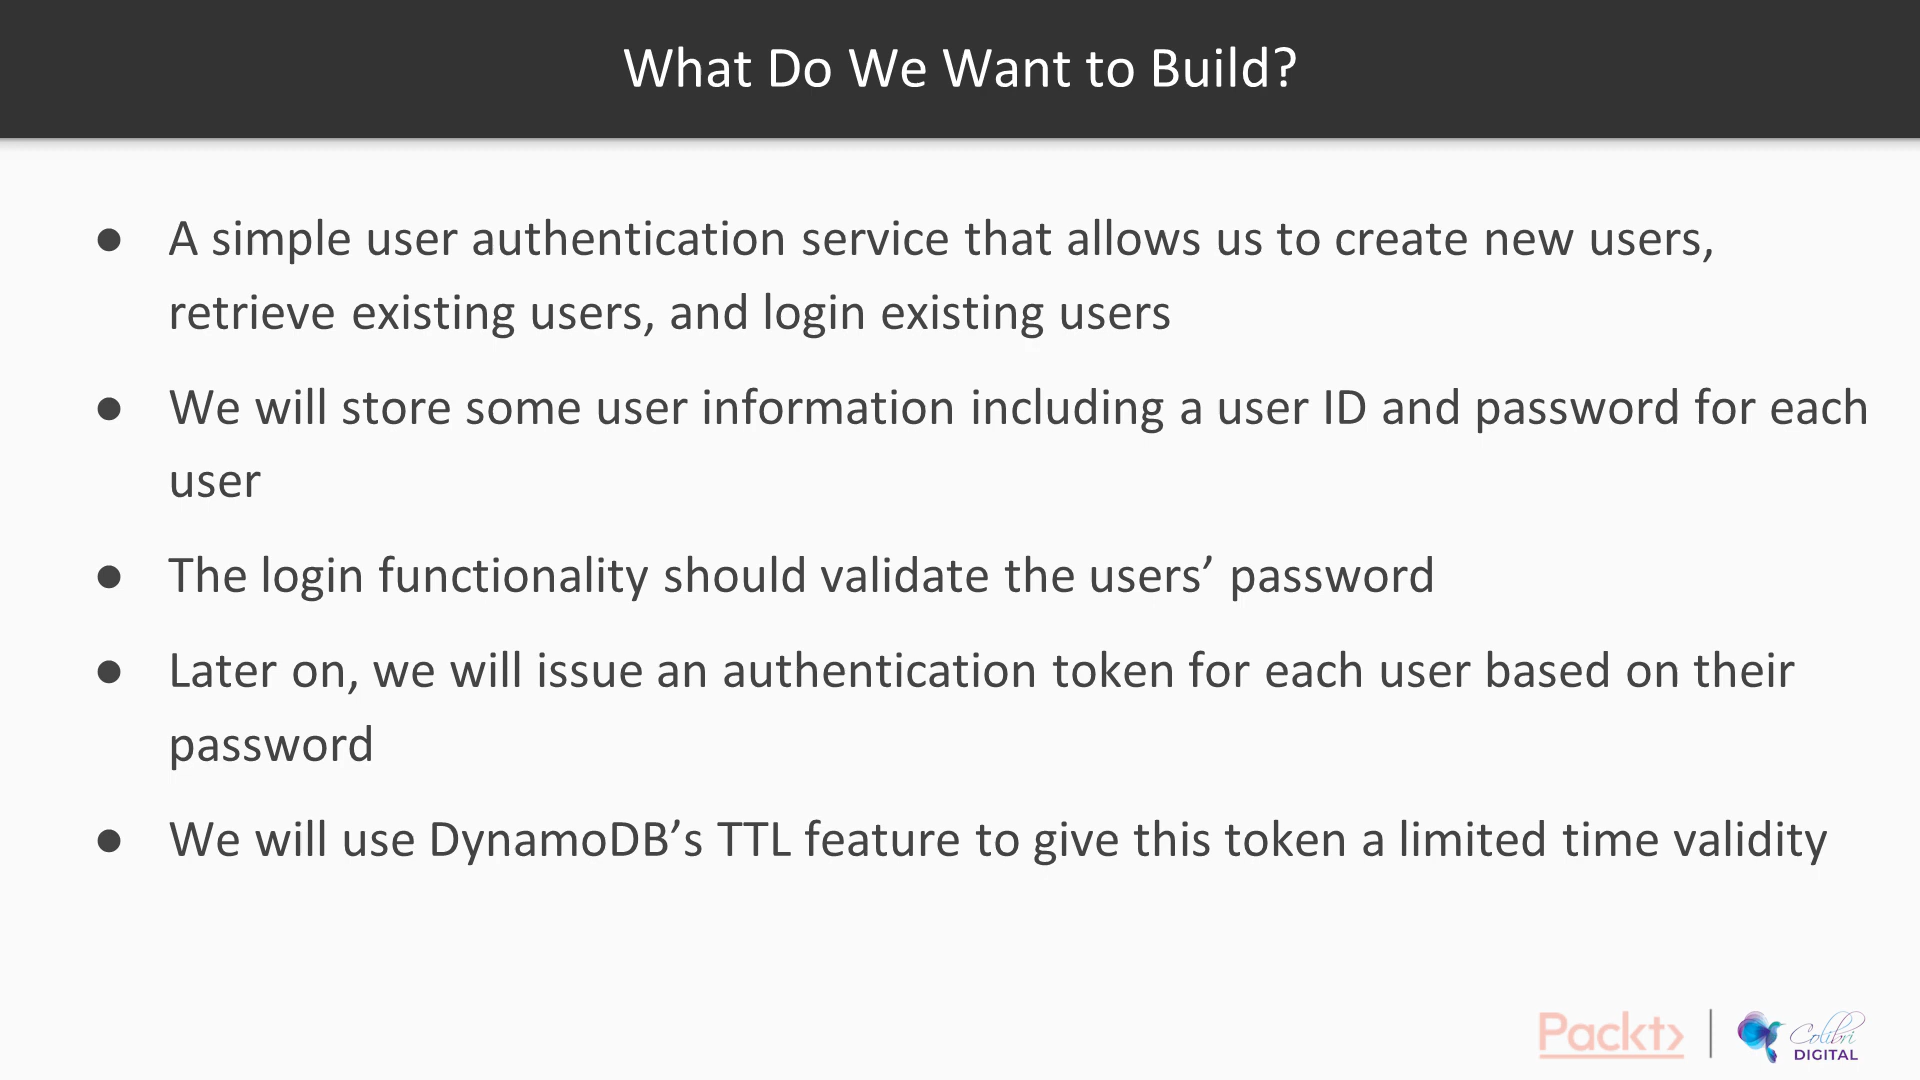 What Do We Want to Build?
● A simple user authentication service that allows us to create new users,
retrieve existing users, and login existing users
● We will store some user information including a user ID and password for each
user
● The login functionality should validate the users’ password
● Later on, we will issue an authentication token for each user based on their
password
● We will use DynamoDB’s TTL feature to give this token a limited time validity
Packt>
Colibri
DIGITAL